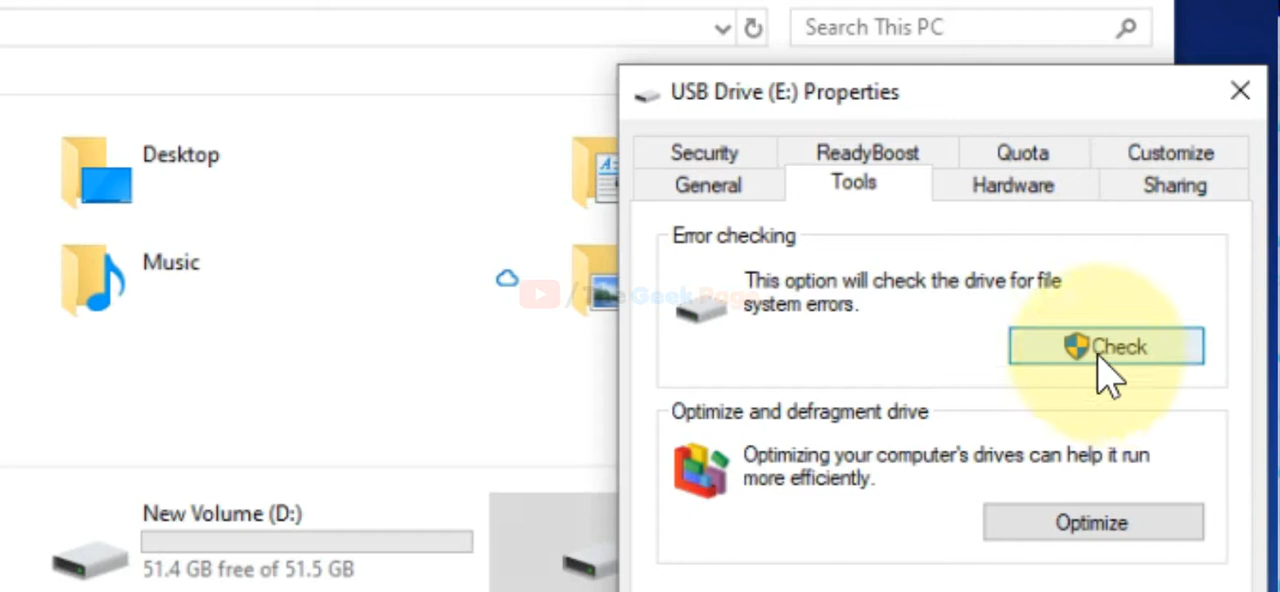 Search This PC
USB Drive (E:) Properties
Security
ReadyBoost
Quota
Customize
General
Tools
Hardware
Sharing
Desktop
Music
Error checking
This option will check the drive for file
system errors.
Check
/TheGeekPage
Optimize and defragment drive
Optimizing your computer's drives can help it run
more efficiently.
Optimize
New Volume (D:)
51.4 GB free of 51.5 GB